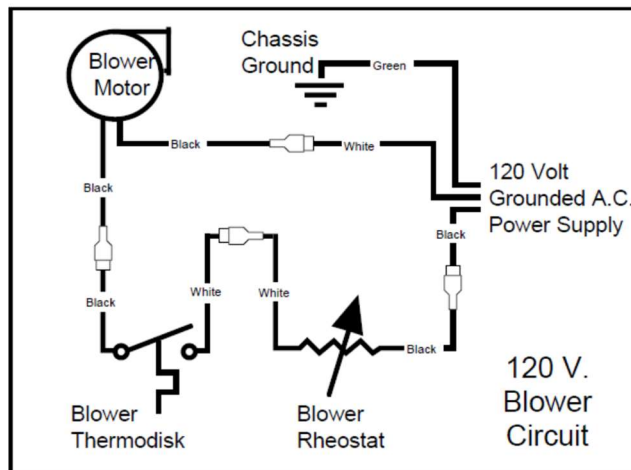 Blower
Motor
Chassis
Ground
Green
Black
White
120 Volt
Grounded A.C.
Power Supply
Black
Black
Black
White
White
Black
Blower
Thermodisk
Blower
Rheostat
120 V.
Blower
Circuit